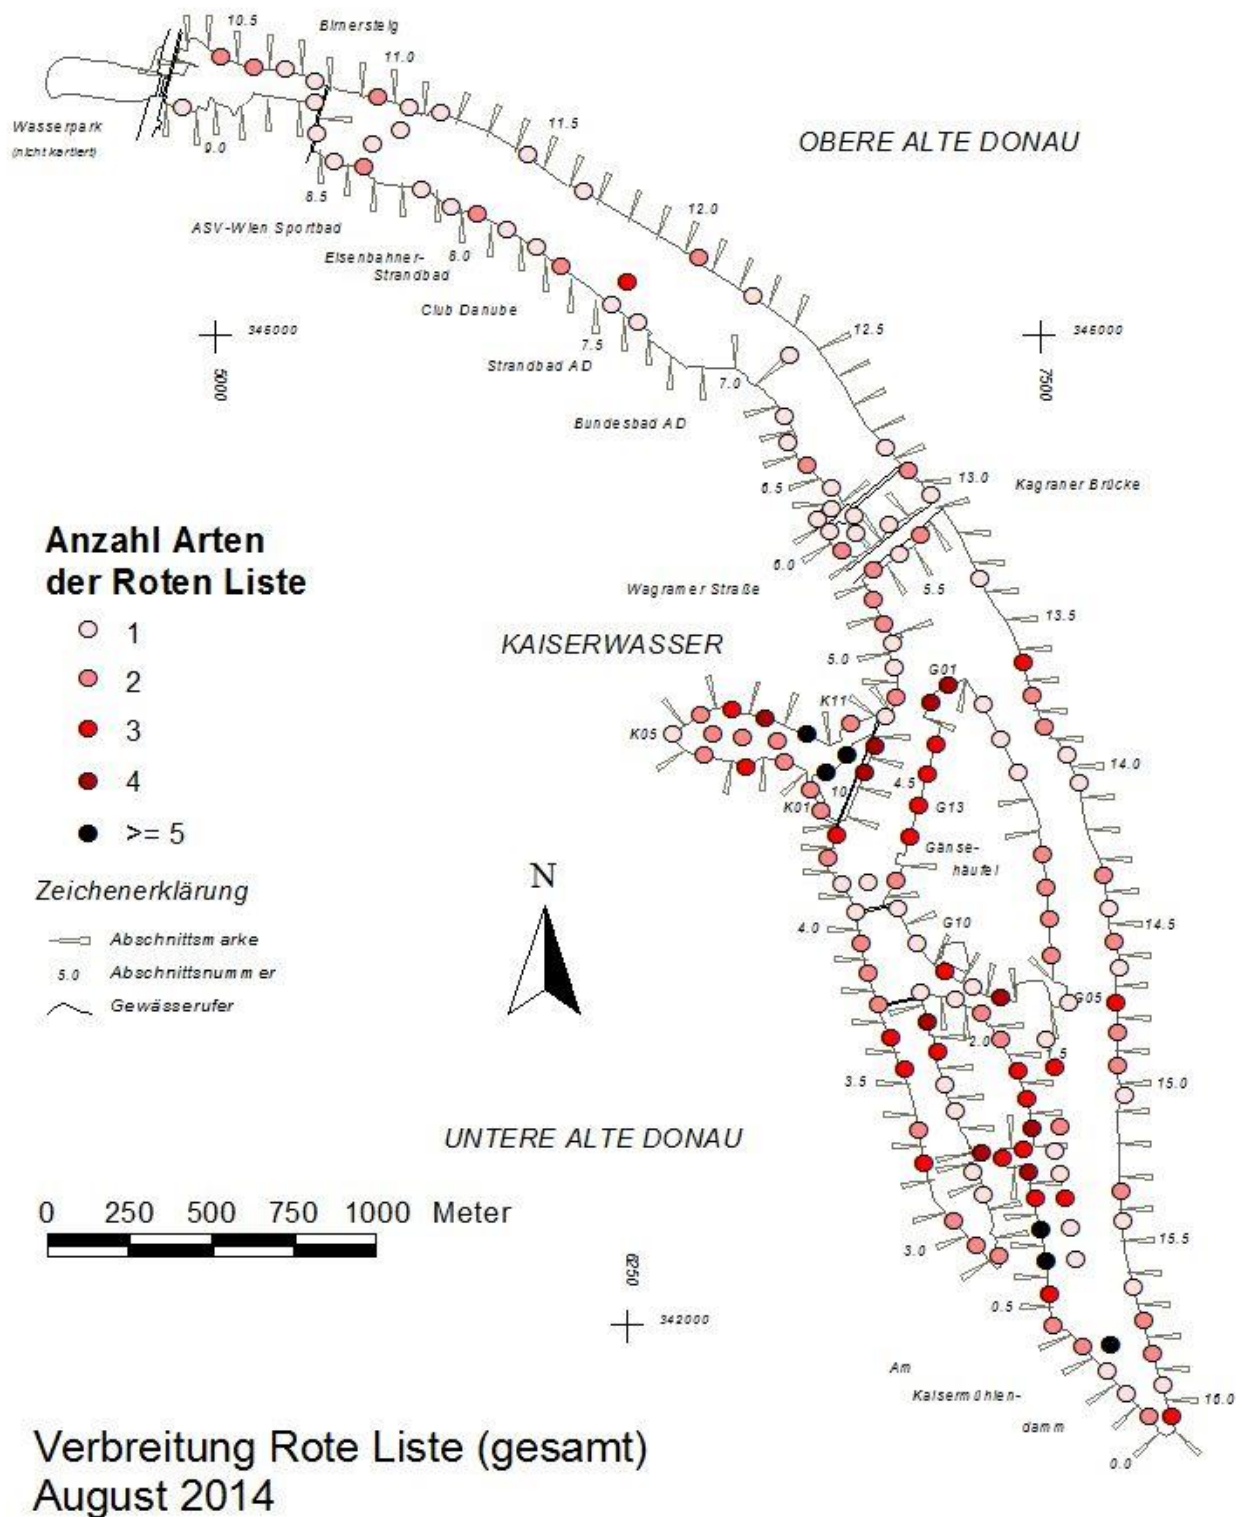 10.5
Birnersteig
11.0
Wasserpark
(nicht kartiert)
9.0
11.5
OBERE ALTE DONAU
8.5
ASV-Wien Sportbad
12.0
Eisenbahner-
Strandbad
8.0
Club Danube
346000
12.5
346000
5000
7.5
Strandbad AD
7.0
7500
Bundesbad AD
6.5
13.0
Kagraner Brücke
Anzahl Arten
der Roten Liste
1
2
3
4
>= 5
6.0
5.5
Wagramer Straße
13.5
KAISERWASSER
5.0
G01
K11
K05
14.0
4.5
10
K01
G13
Gänse-
häufel
Zeichenerklärung
Abschnittsmarke
5.0 Abschnittsnummer
Gewässerufer
N
4.0
G10
14.5
G05
2.0
1.5
3.5
15.0
UNTERE ALTE DONAU
0 250 500 750 1000 Meter
3.0
15.5
6250
0.5
342000
Am
Kaisermühlen-
damm
16.0
0.0
Verbreitung Rote Liste (gesamt)
August 2014